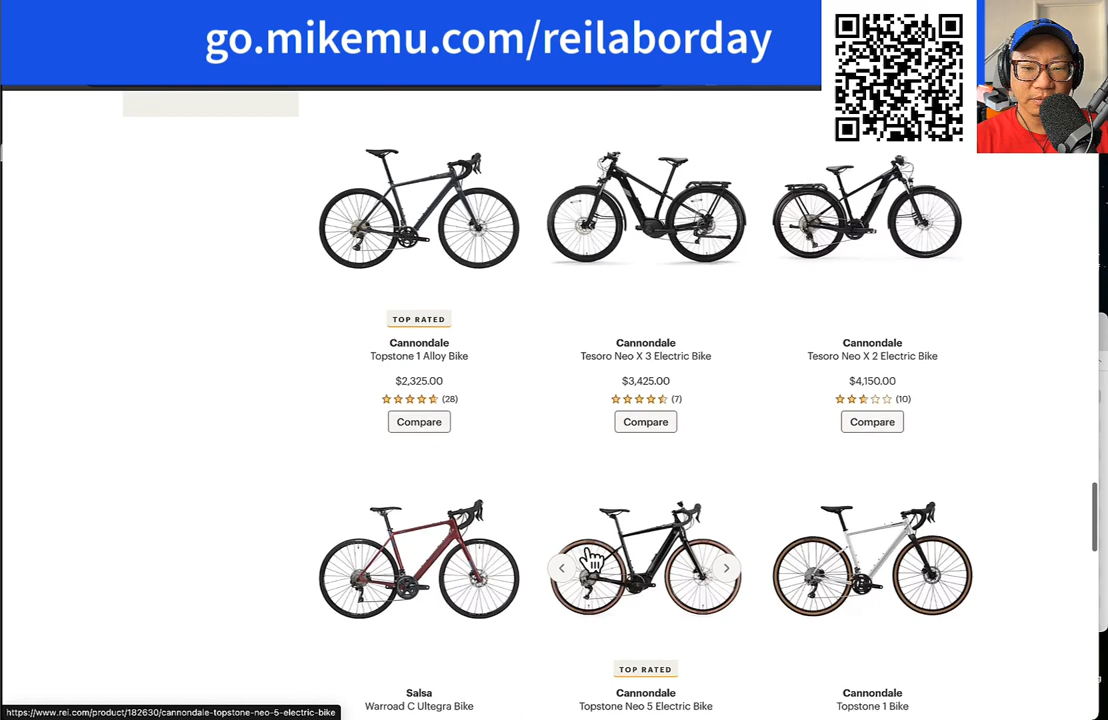 go.mikemu.com/reilaborday
TOP RATED
Cannondale
Topstone 1 Alloy Bike
$2,325.00
(28)
Compare
Cannondale
Tesoro Neo X 3 Electric Bike
$3,425.00
(7)
Compare
Cannondale
Tesoro Neo X 2 Electric Bike
$4,150.00
(10)
Compare
Salsa
Warroad C Ultegra Bike
TOP RATED
Cannondale
Topstone Neo 5 Electric Bike
Cannondale
Topstone 1 Bike
https://www.rei.com/product/182630/cannondale-topstone-neo-5-electric-bike